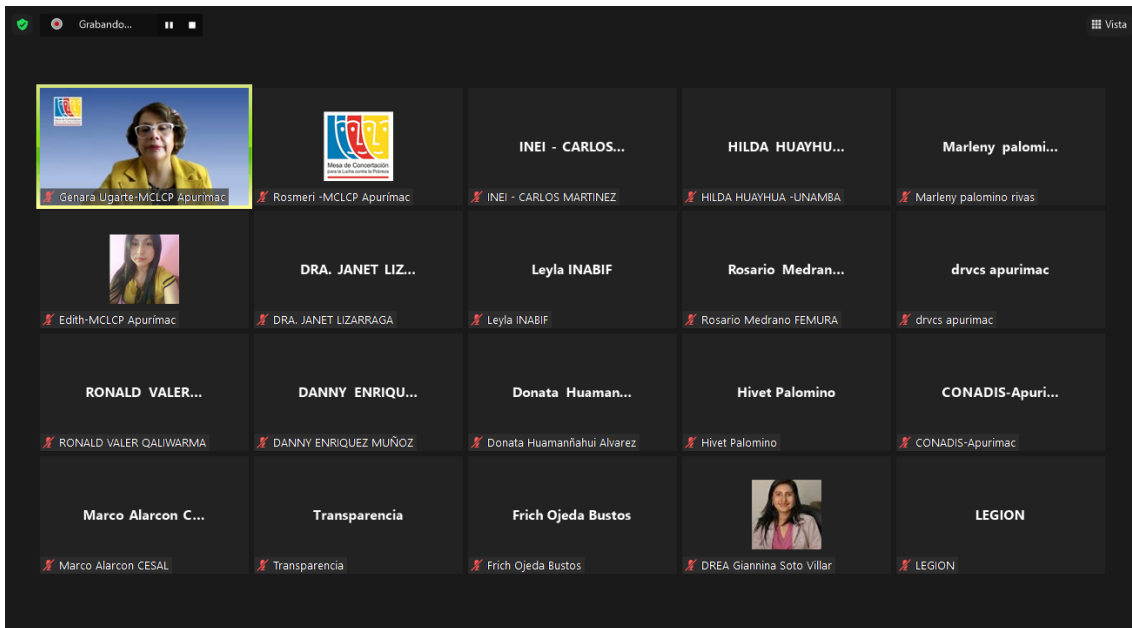 Grabando...
Vista
Genara Ugarte-MCLCP Apurímac
Mesa de Concertación
para la Lucha contra la Pobreza
Rosmeri -MCLCP Apurímac
INEI - CARLOS...
INEI - CARLOS MARTINEZ
HILDA HUAYHU...
HILDA HUAYHUA -UNAMBA
Marleny palomi...
Marleny palomino rivas
Edith-MCLCP Apurímac
DRA. JANET LIZ...
DRA. JANET LIZARRAGA
Leyla INABIF
Leyla INABIF
Rosario Medran...
Rosario Medrano FEMURA
drvcs apurimac
drvcs apurimac
RONALD VALER...
RONALD VALER QALIWARMA
DANNY ENRIQU...
DANNY ENRIQUEZ MUÑOZ
Donata Huaman...
Donata Huamanñahui Alvarez
Hivet Palomino
Hivet Palomino
CONADIS-Apuri...
CONADIS-Apurimac
Marco Alarcon C...
Marco Alarcon CESAL
Transparencia
Transparencia
Frich Ojeda Bustos
Frich Ojeda Bustos
DREA Giannina Soto Villar
LEGION
LEGION